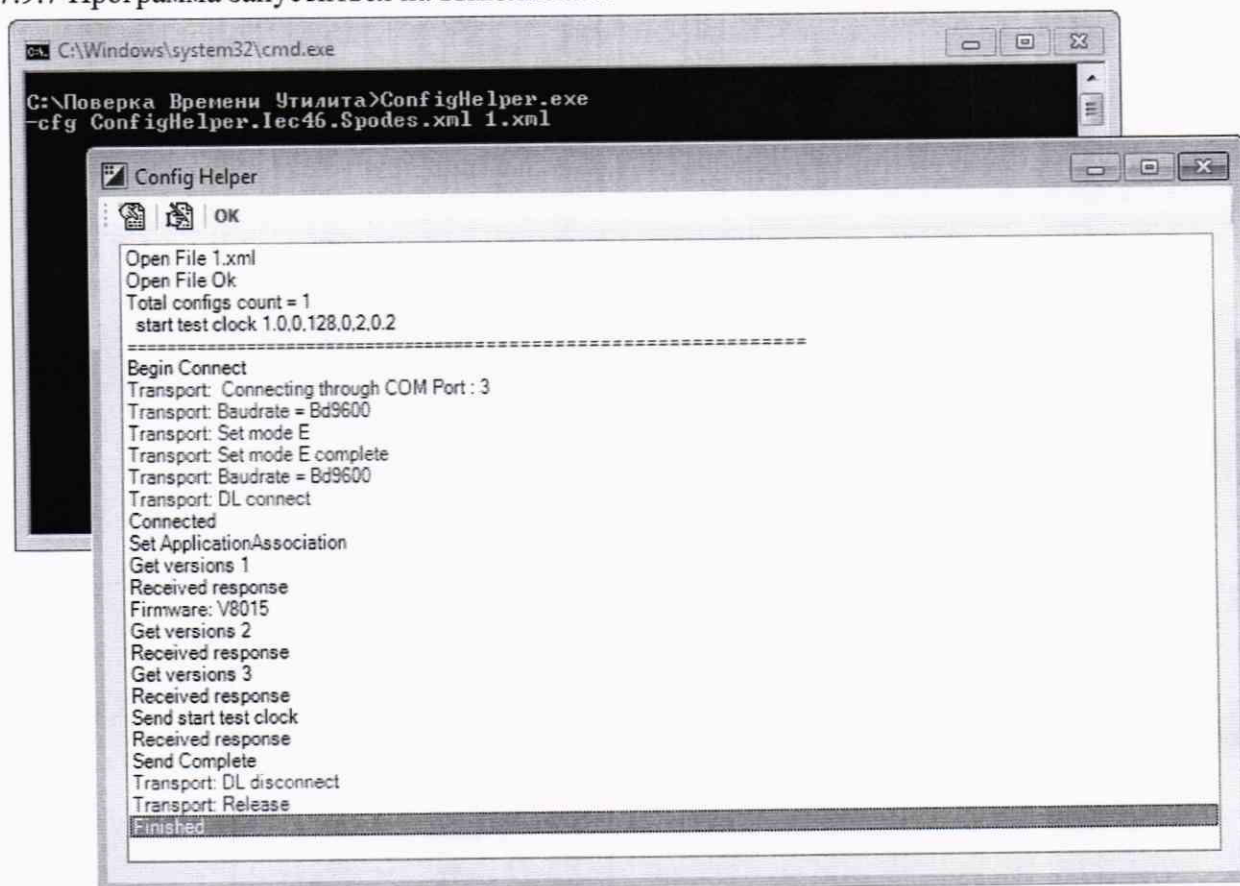 7.9.7 Программа
C:\Windows\system32\cmd.exe
C:\Поверка Времени Утилита>ConfigHelper.exe
-cfg ConfigHelper.Iec46.Spodes.xml 1.xml
Config Helper
OK
Open File 1.xml
Open File Ok
Total configs count = 1
start test clock 1.0,0,128,0,2,0.2
==================================================================
Begin Connect
Transport: Connecting through COM Port : 3
Transport: Baudrate = Bd9600
Transport: Set mode E
Transport: Set mode E complete
Transport: Baudrate = Bd9600
Transport: DL connect
Connected
Set ApplicationAssociation
Get versions 1
Received response
Firmware: V8015
Get versions 2
Received response
Get versions 3
Received response
Send start test clock
Received response
Send Complete
Transport: DL disconnect
Transport: Release
Finished